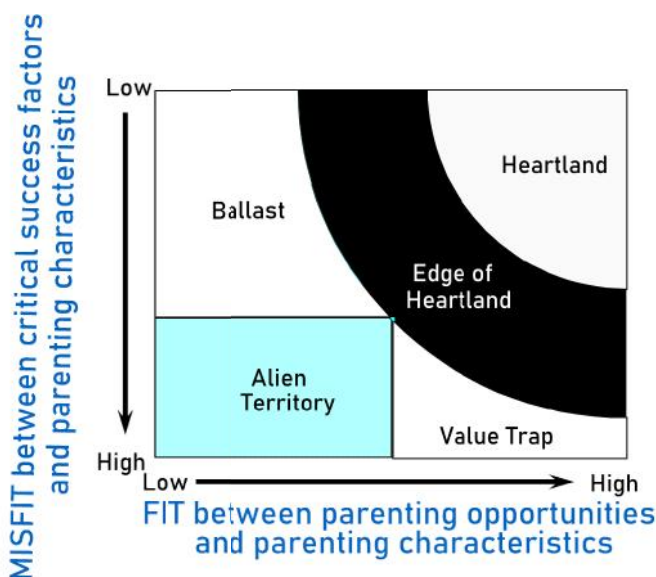 MISFIT between critical success factors
and parenting characteristics
Low
Heartland
Ballast
Edge of
Heartland
Alien
Territory
Value Trap
High
Low
High
FIT between parenting opportunities
and parenting characteristics